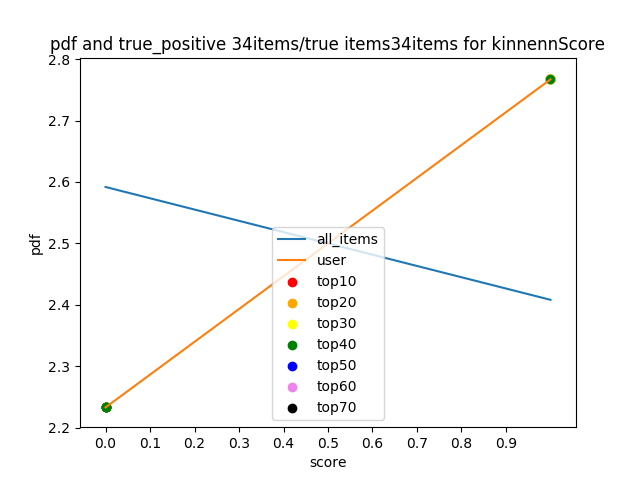 pdf and true_positive 34items/true items34items for kinnennScore
2.8
2.7
2.6
2.5
2.4
2.3
2.2
pdf
all_items
user
top10
top20
top30
top40
top50
top60
top70
0.0 0.1 0.2 0.3 0.4 0.5 0.6 0.7 0.8 0.9
score